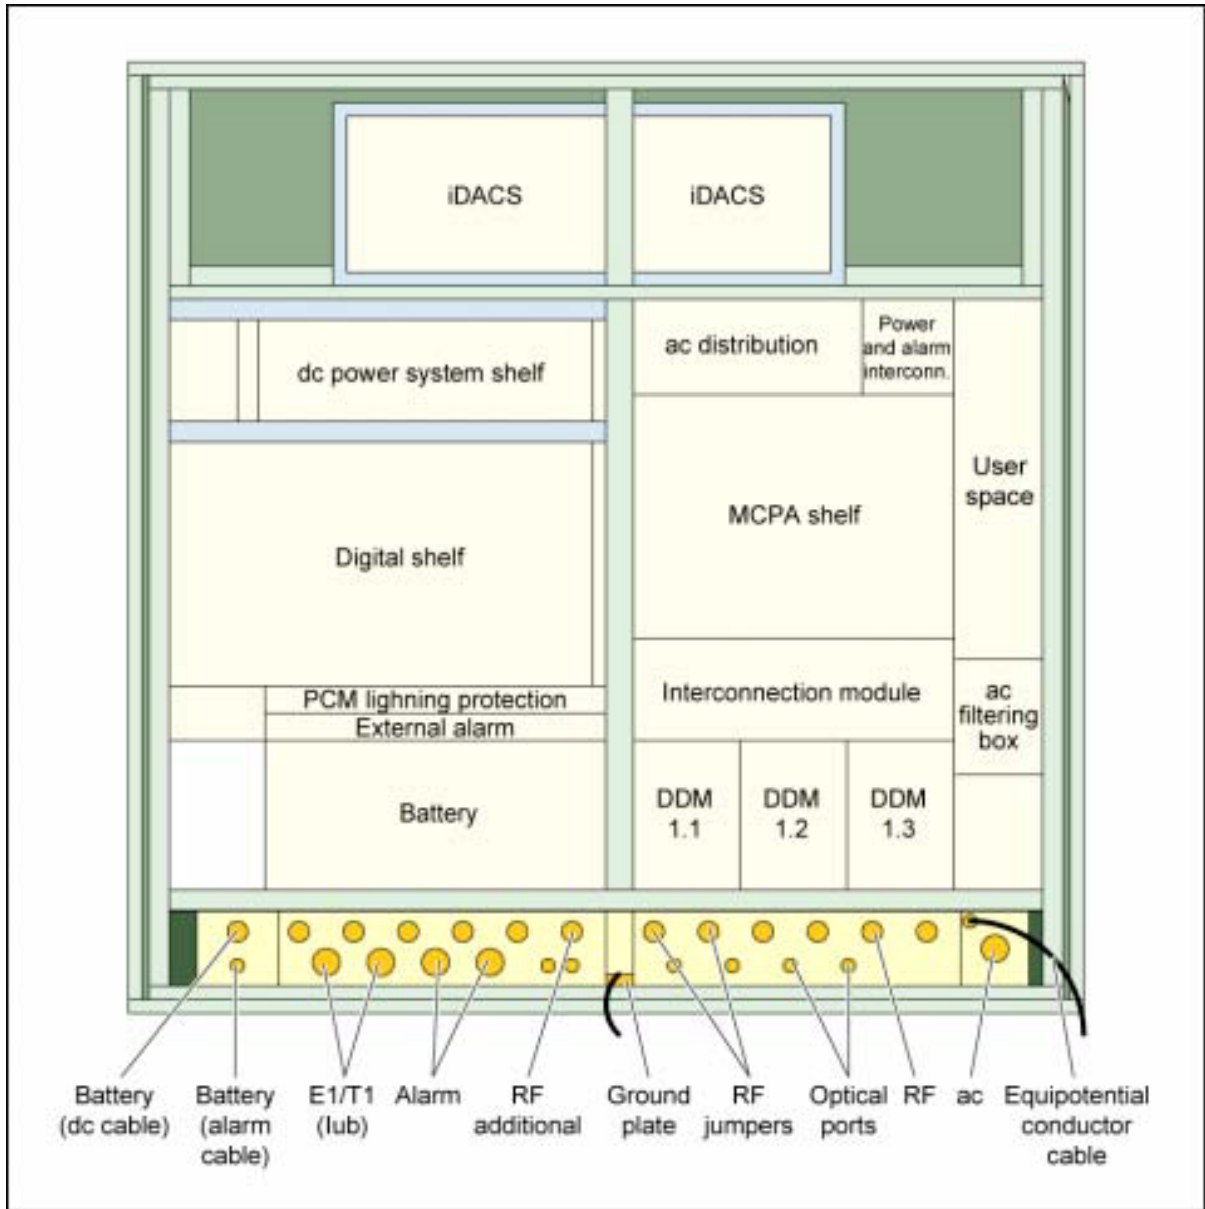 iDACS
iDACS
dc power system shelf
ac distribution
Power
and alarm
interconn.
User
space
MCPA shelf
Digital shelf
PCM lighning protection
External alarm
Interconnection module
ac
filtering
box
Battery
DDM
1.1
DDM
1.2
DDM
1.3
Battery
(dc cable)
Battery
(alarm
cable)
E1/T1
(Iub)
Alarm
RF
additional
Ground
plate
RF
jumpers
Optical
ports
RF
ac
Equipotential
conductor
cable